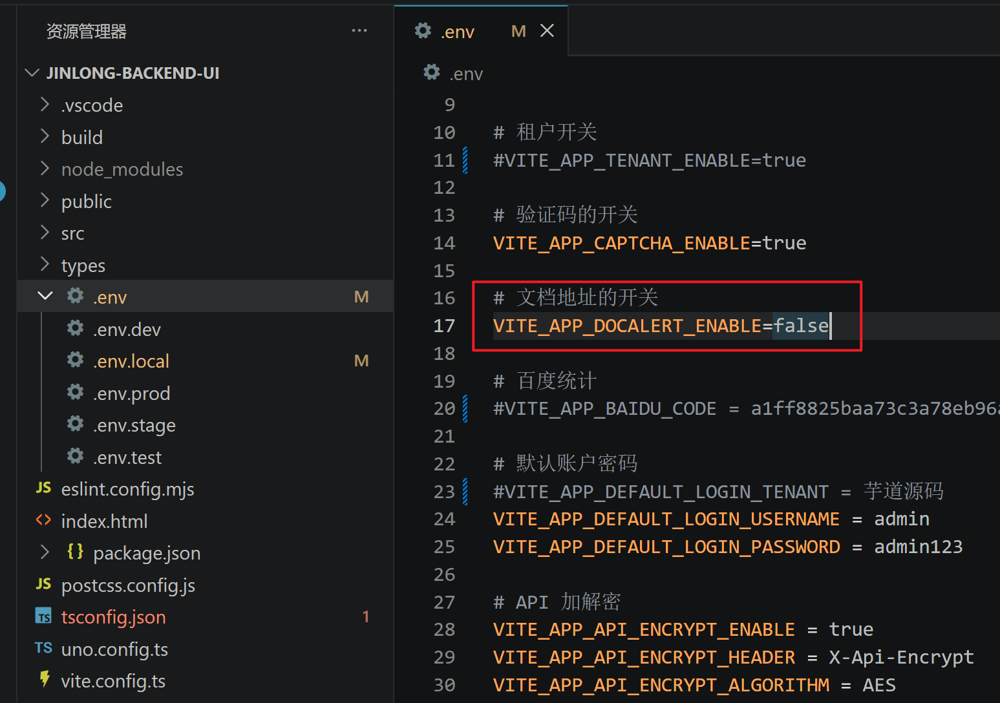 资源管理器
JINLONG-BACKEND-UI
.vscode
build
node_modules
public
src
types
.env M
.env.dev
.env.local M
.env.prod
.env.stage
.env.test
JS eslint.config.mjs
index.html
{} package.json
JS postcss.config.js
TS tsconfig.json 1
TS uno.config.ts
vite.config.ts
.env M
.env
9
10 # 租户开关
11 #VITE_APP_TENANT_ENABLE=true
12
13 # 验证码的开关
14 VITE_APP_CAPTCHA_ENABLE=true
15
16 # 文档地址的开关
17 VITE_APP_DOCALERT_ENABLE=false
18
19 # 百度统计
20 #VITE_APP_BAIDU_CODE = a1ff8825baa73c3a78eb96
21
22 # 默认账户密码
23 #VITE_APP_DEFAULT_LOGIN_TENANT = 芋道源码
24 VITE_APP_DEFAULT_LOGIN_USERNAME = admin
25 VITE_APP_DEFAULT_LOGIN_PASSWORD = admin123
26
27 # API 加解密
28 VITE_APP_API_ENCRYPT_ENABLE = true
29 VITE_APP_API_ENCRYPT_HEADER = X-Api-Encrypt
30 VITE_APP_API_ENCRYPT_ALGORITHM = AES